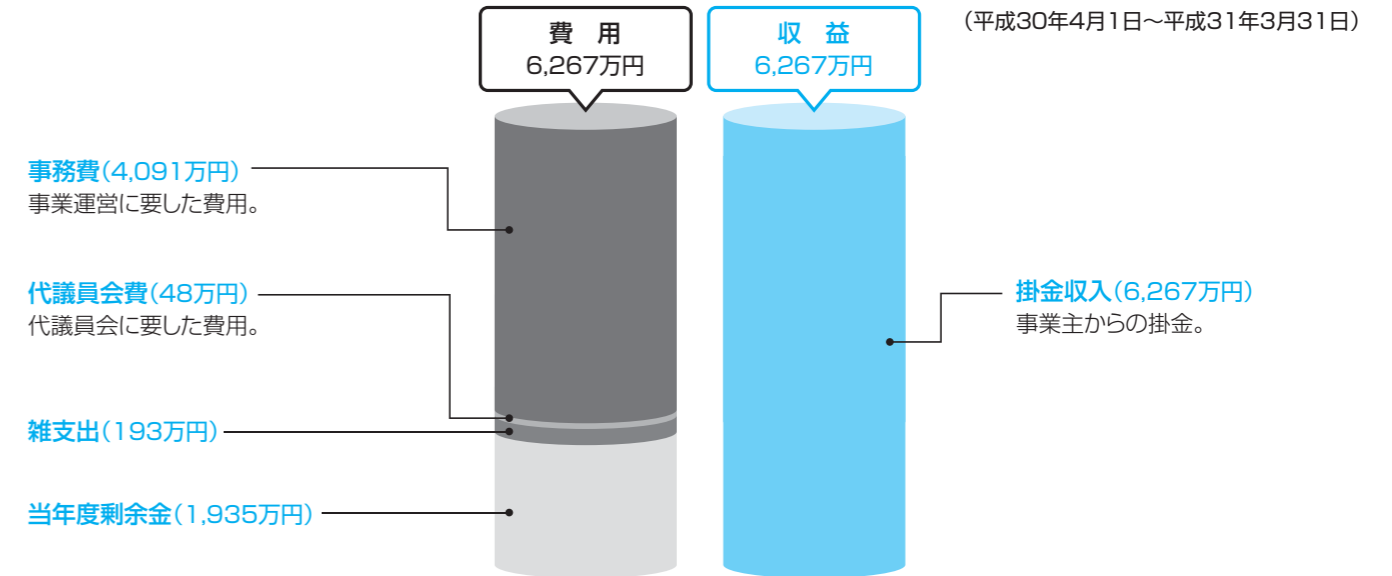 （平成30年4月1日～平成31年3月31日）
費　用
6,267万円
収　益
6,267万円
事務費（4,091万円）
事業運営に要した費用。
代議員会費（48万円）
代議員会に要した費用。
雑支出（193万円）
当年度剰余金（1,935万円）
掛金収入（6,267万円）
事業主からの掛金。